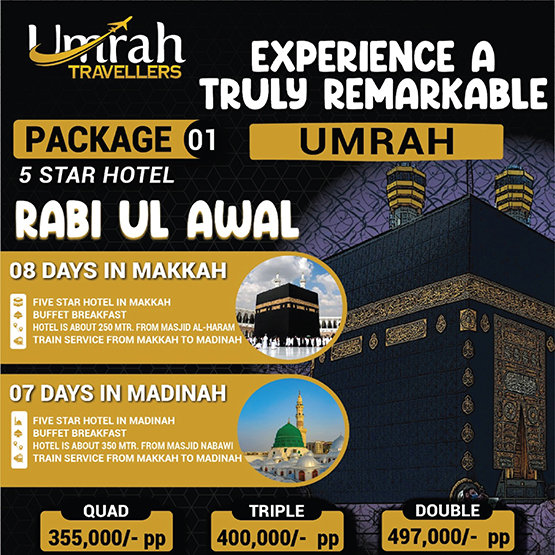 Umrah
TRAVELLERS
EXPERIENCE A
TRULY REMARKABLE
UMRAH
PACKAGE 01
5 STAR HOTEL
RABI UL AWAL
08 DAYS IN MAKKAH
FIVE STAR HOTEL IN MAKKAH
BUFFET BREAKFAST
HOTEL IS ABOUT 250 MTR. FROM MASJID AL-HARAM
TRAIN SERVICE FROM MAKKAH TO MADINAH
07 DAYS IN MADINAH
FIVE STAR HOTEL IN MADINAH
BUFFET BREAKFAST
HOTEL IS ABOUT 350 MTR. FROM MASJID NABAWI
TRAIN SERVICE FROM MAKKAH TO MADINAH
QUAD
355,000/- pp
TRIPLE
400,000/- pp
DOUBLE
497,000/- pp